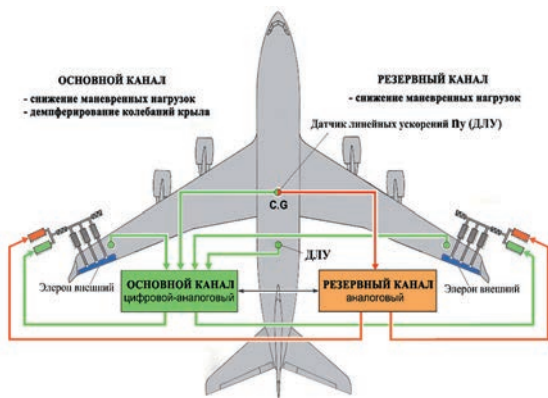 ОСНОВНОЙ КАНАЛ
- снижение маневренных нагрузок
- демпферирование колебаний крыла
РЕЗЕРВНЫЙ КАНАЛ
- снижение маневренных нагрузок
Датчик линейных ускорений ny (ДЛУ)
C.G
ДЛУ
Элерон внешний
ОСНОВНОЙ КАНАЛ
цифровой-аналоговый
РЕЗЕРВНЫЙ КАНАЛ
аналоговый
Элерон внешний